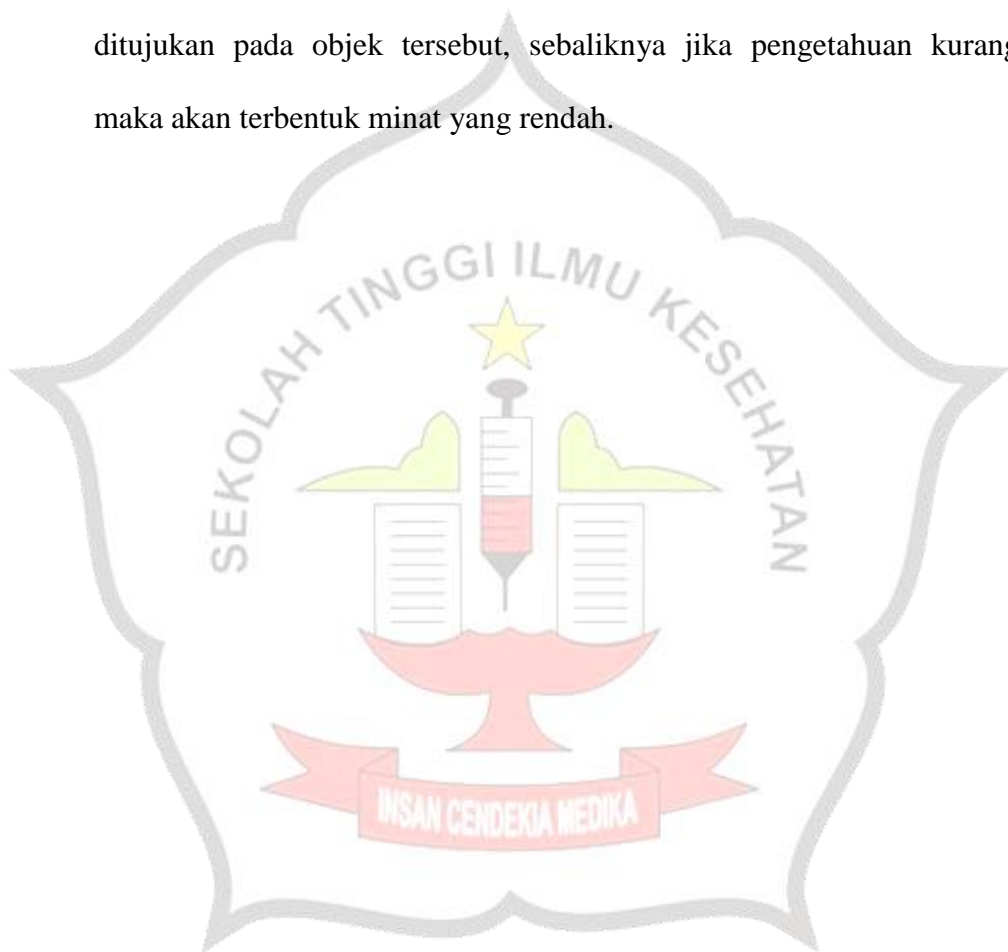 ditujukan pada objek tersebut, sebaliknya jika pengetahuan kurang
maka akan terbentuk minat yang rendah.
SEKOLAH TINGGI ILMU KESEHATAN
INSAN CENDEKIA MEDIKA